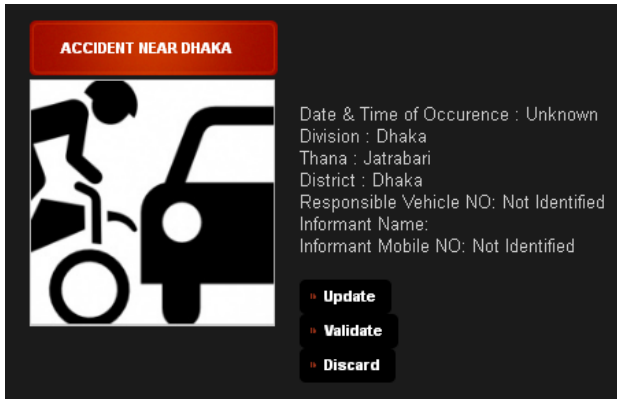 ACCIDENT NEAR DHAKA
Date & Time of Occurence : Unknown
Division : Dhaka
Thana : Jatrabari
District : Dhaka
Responsible Vehicle NO: Not Identified
Informant Name:
Informant Mobile NO: Not Identified
Update
Validate
Discard